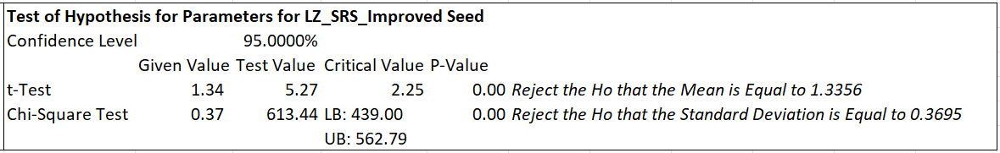 Test of Hypothesis for Parameters for LZ_SRS_Improved Seed
Confidence Level 95.0000%
Given Value Test Value Critical Value P-Value
t-Test 1.34 5.27 2.25 0.00 Reject the Ho that the Mean is Equal to 1.3356
Chi-Square Test 0.37 613.44 LB: 439.00 0.00 Reject the Ho that the Standard Deviation is Equal to 0.3695
UB: 562.79